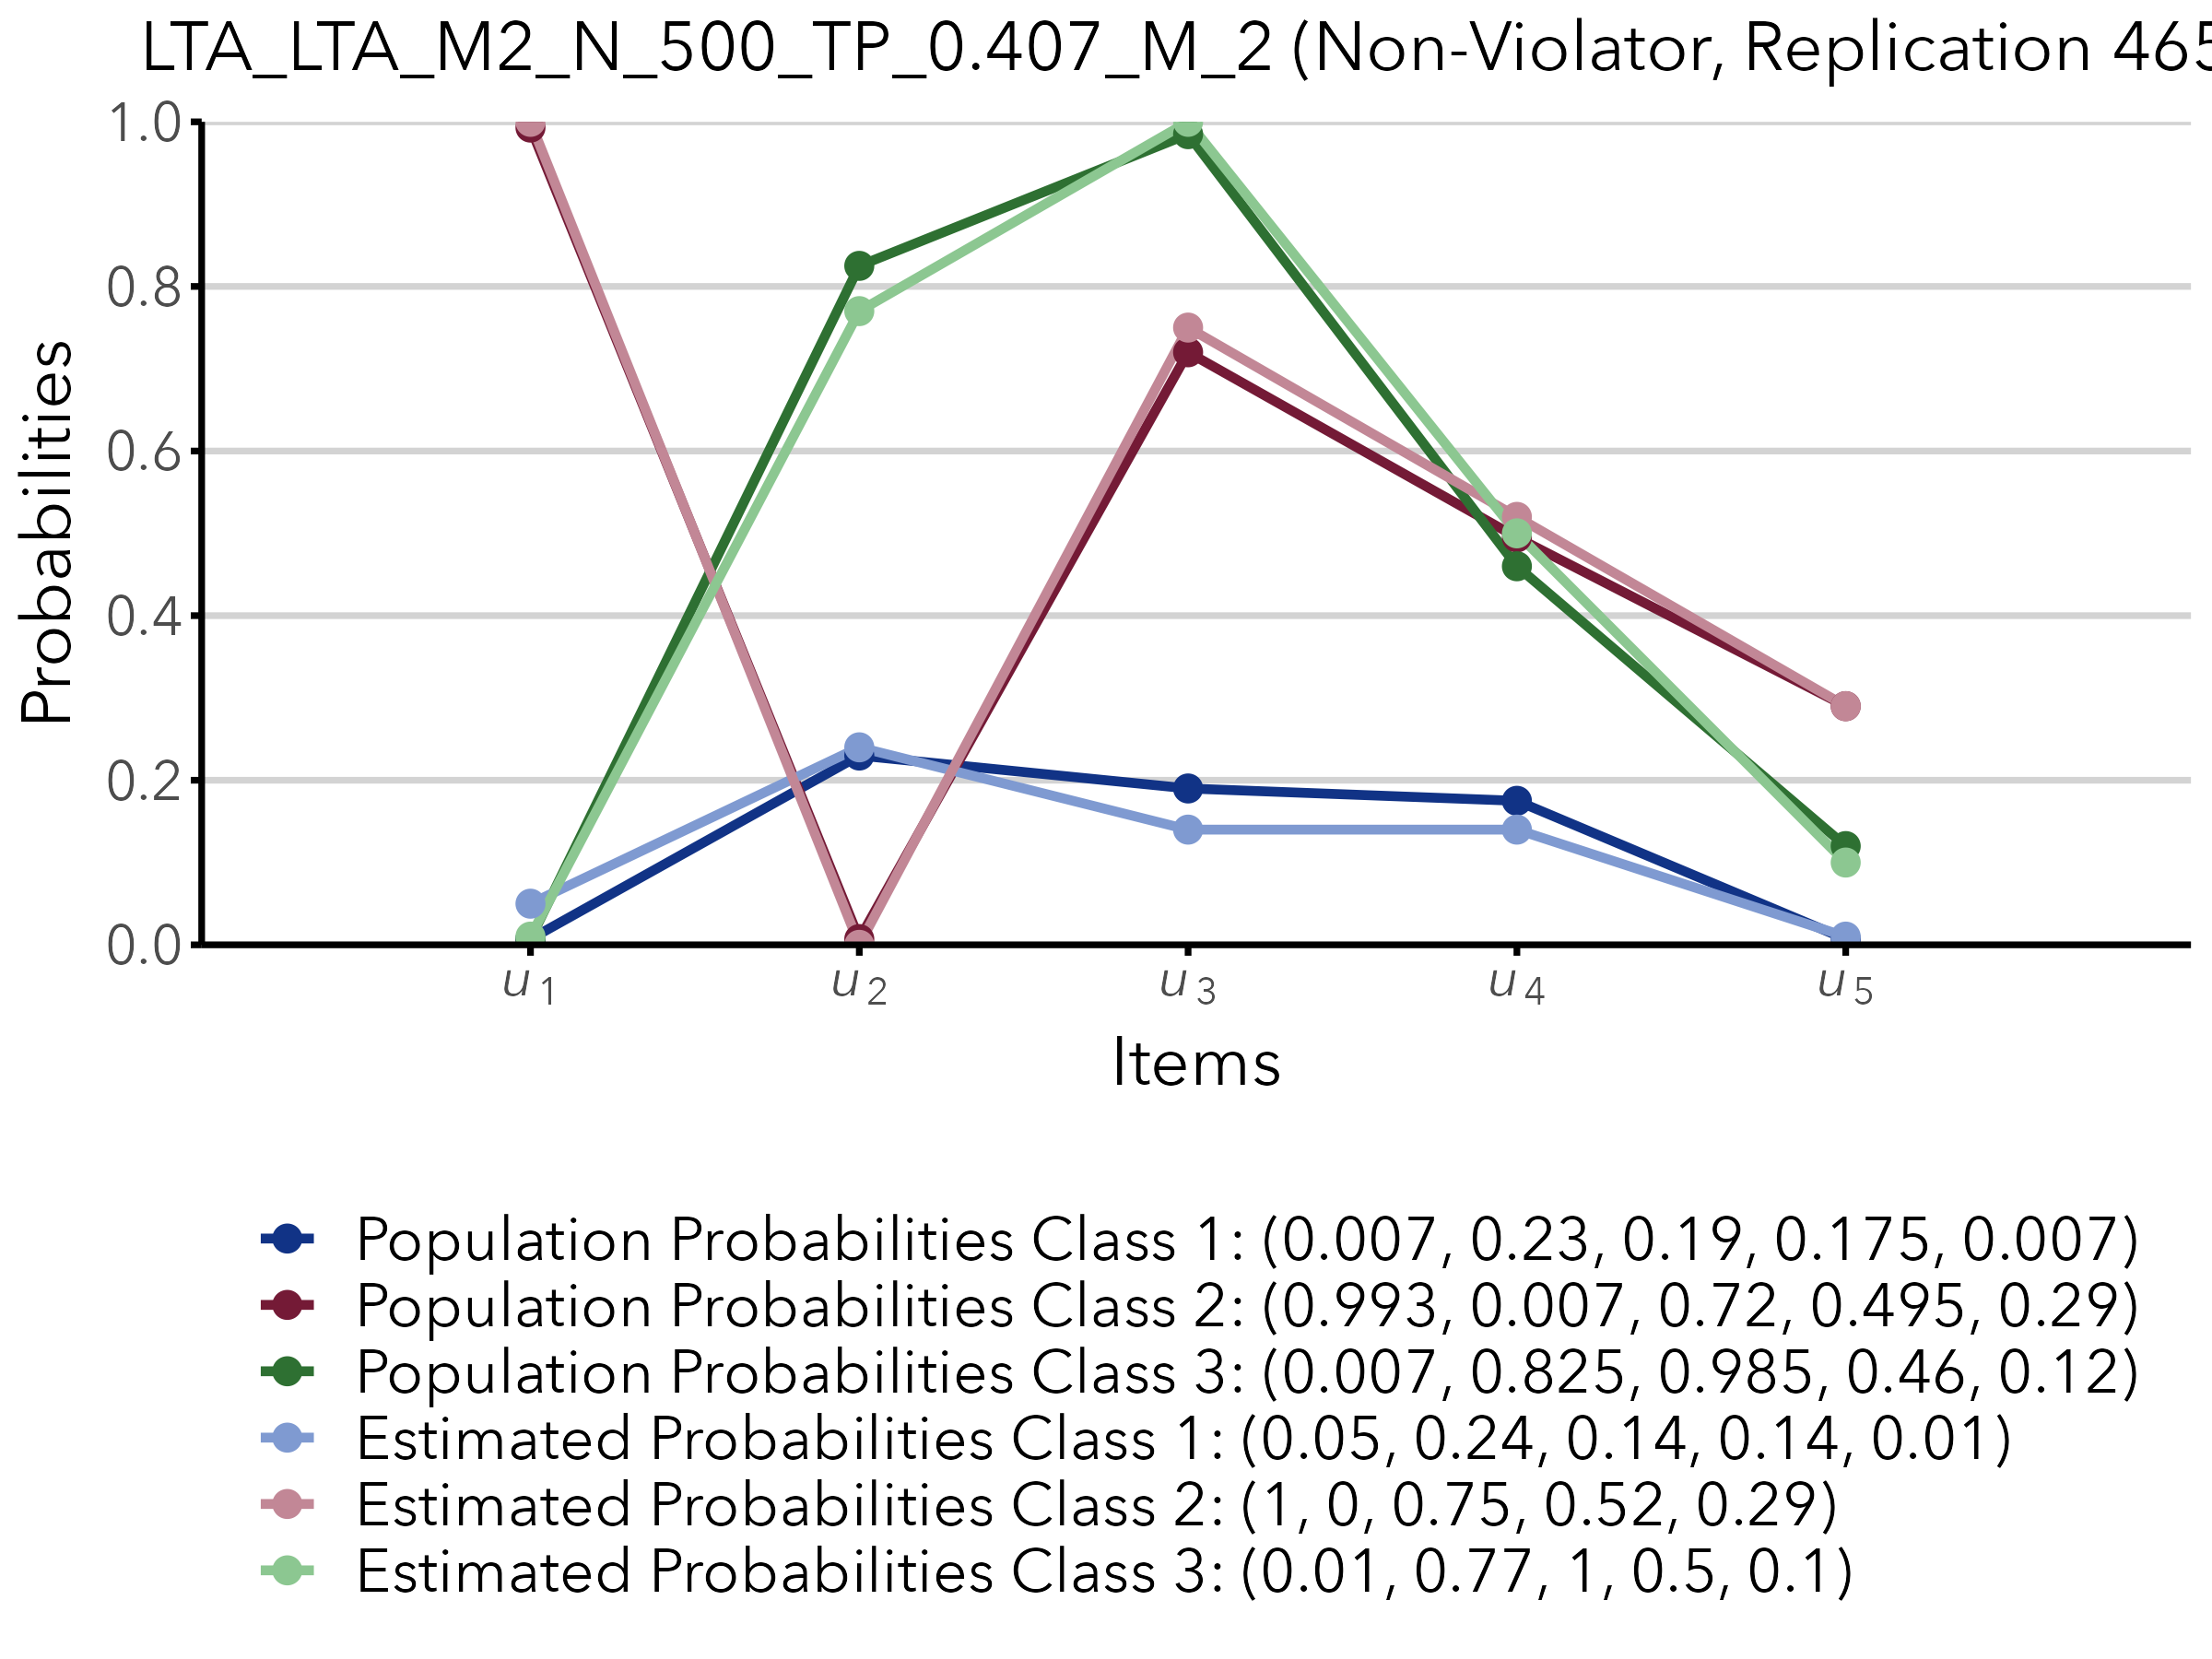 LTA_LTA_M2_N_500_TP_0.407_M_2 (Non-Violator, Replication 465
1.0
0.8
0.6
0.4
0.2
0.0
Probabilities
u1 u2 u3 u4 u5
Items
Population Probabilities Class 1: (0.007, 0.23, 0.19, 0.175, 0.007)
Population Probabilities Class 2: (0.993, 0.007, 0.72, 0.495, 0.29)
Population Probabilities Class 3: (0.007, 0.825, 0.985, 0.46, 0.12)
Estimated Probabilities Class 1: (0.05, 0.24, 0.14, 0.14, 0.01)
Estimated Probabilities Class 2: (1, 0, 0.75, 0.52, 0.29)
Estimated Probabilities Class 3: (0.01, 0.77, 1, 0.5, 0.1)